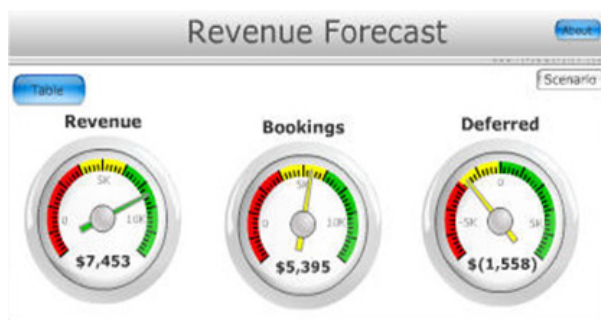 Revenue Forecast
About
Scenario
Table
Revenue
Bookings
Deferred
5K
0
10K
$7,453
5K
0
10K
$5,395
0
-5K
5K
$(1,558)